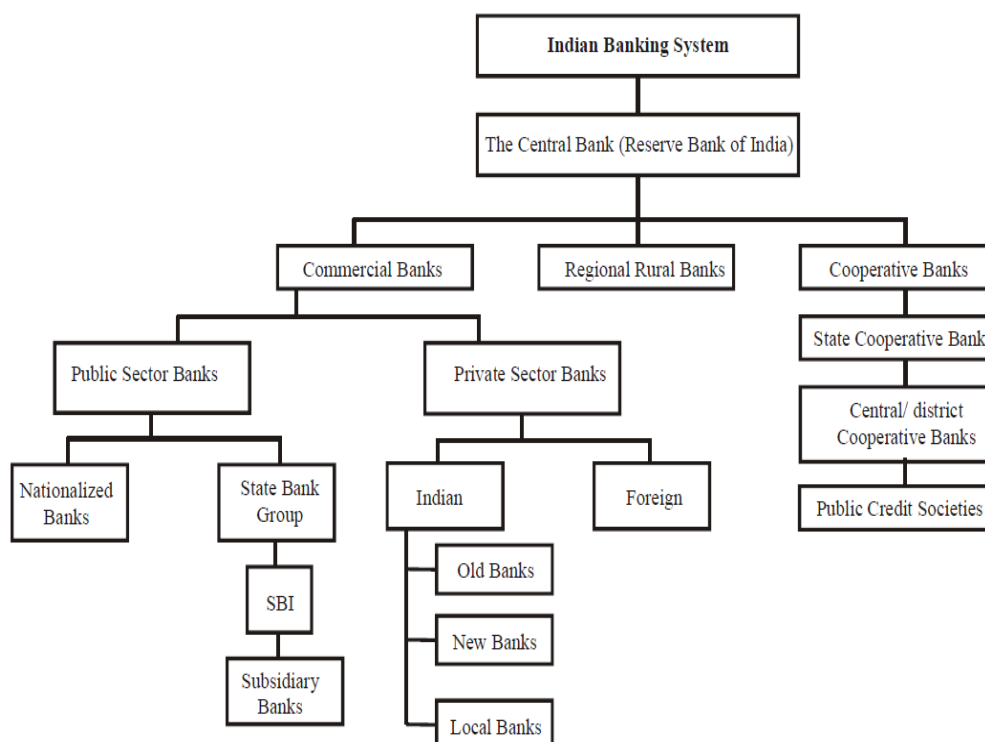 Indian Banking System
The Central Bank (Reserve Bank of India)
Commercial Banks
Regional Rural Banks
Cooperative Banks
State Cooperative Bank
Public Sector Banks
Private Sector Banks
Central/ district
Cooperative Banks
Nationalized
Banks
State Bank
Group
Indian
Foreign
Public Credit Societies
Old Banks
SBI
New Banks
Subsidiary
Banks
Local Banks